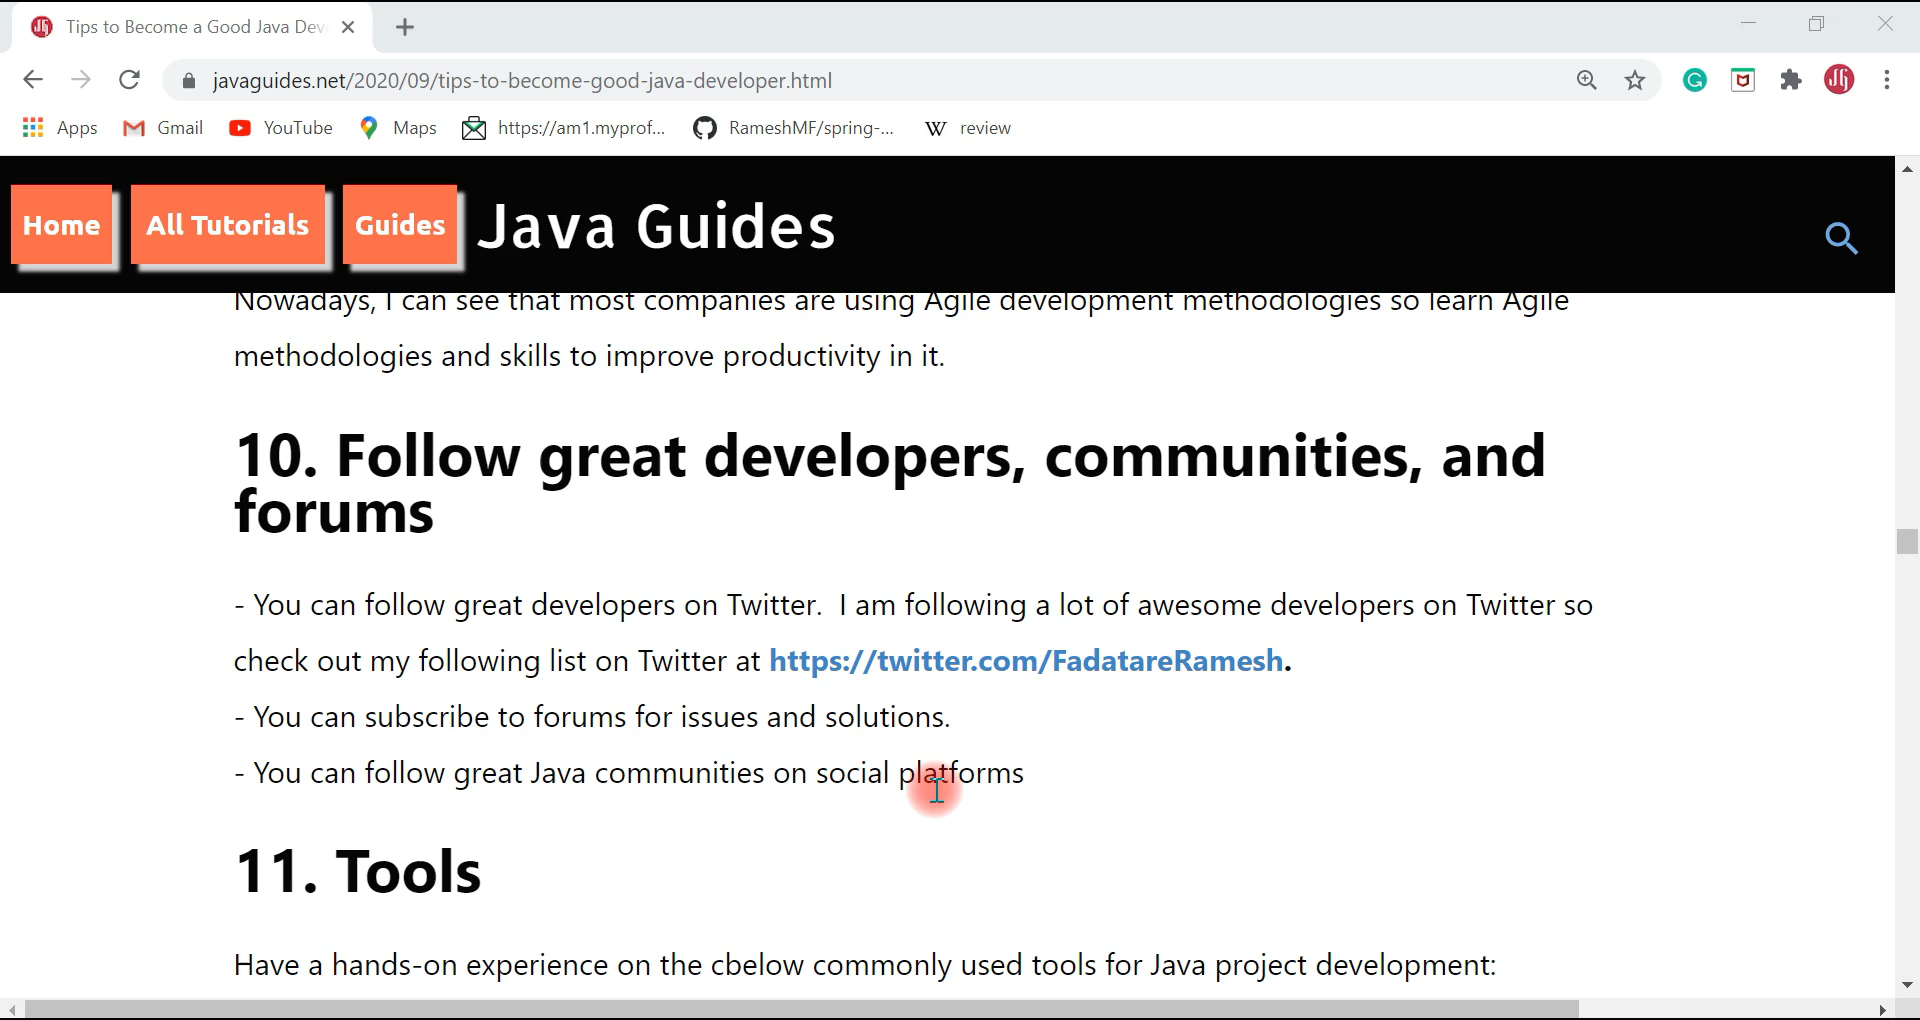 Tips to Become a Good Java Dev
javaguides.net/2020/09/tips-to-become-good-java-developer.html
Apps Gmail YouTube Maps https://am1.myprof... RameshMF/spring-... W review
Home All Tutorials Guides Java Guides
Nowadays, I can see that most companies are using Agile development methodologies so learn Agile
methodologies and skills to improve productivity in it.
10. Follow great developers, communities, and
forums
- You can follow great developers on Twitter.  I am following a lot of awesome developers on Twitter so
check out my following list on Twitter at https://twitter.com/FadatareRamesh.
- You can subscribe to forums for issues and solutions.
- You can follow great Java communities on social platforms
11. Tools
Have a hands-on experience on the cbelow commonly used tools for Java project development: